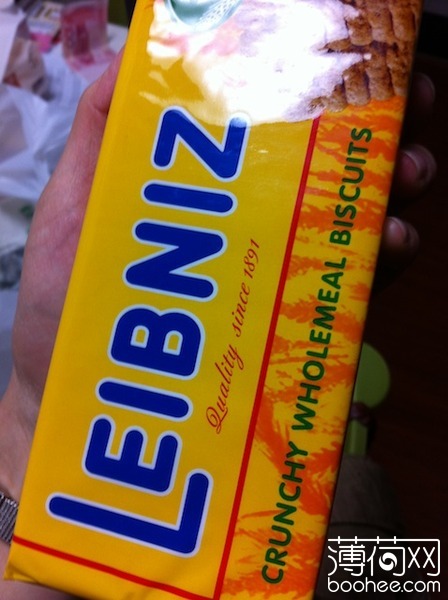 LEIBNIZ
Quality since 1891
CRUNCHY WHOLEMEAL BISCUITS
薄荷网
boohee.com